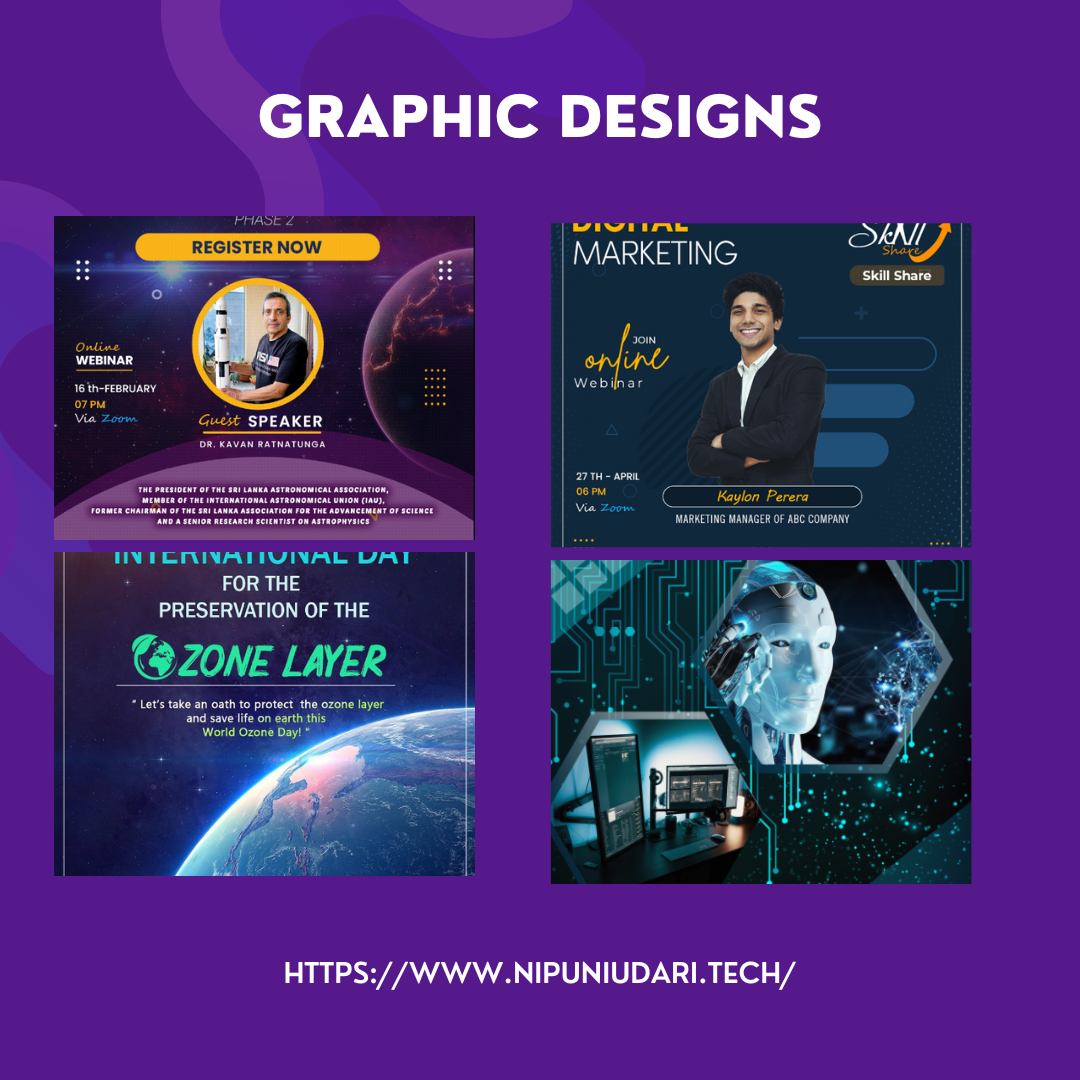 GRAPHIC DESIGNS
PHASE 2
REGISTER NOW
Online
WEBINAR
16 th-FEBRUARY
07 PM
Via Zoom
Guest SPEAKER
DR. KAVAN RATNATUNGA
THE PRESIDENT OF THE SRI LANKA ASTRONOMICAL ASSOCIATION,
MEMBER OF THE INTERNATIONAL ASTRONOMICAL UNION (IAU),
FORMER CHAIRMAN OF THE SRI LANKA ASSOCIATION FOR THE ADVANCEMENT OF SCIENCE
AND A SENIOR RESEARCH SCIENTIST ON ASTROPHYSICS
DIGITAL
MARKETING
Skill
Share
Skill Share
JOIN
online
Webinar
27 TH - APRIL
06 PM
Via Zoom
Kaylon Perera
MARKETING MANAGER OF ABC COMPANY
INTERNATIONAL DAY
FOR THE
PRESERVATION OF THE
OZONE LAYER
" Let's take an oath to protect the ozone layer
and save life on earth this
World Ozone Day! "
HTTPS://WWW.NIPUNIUDARI.TECH/